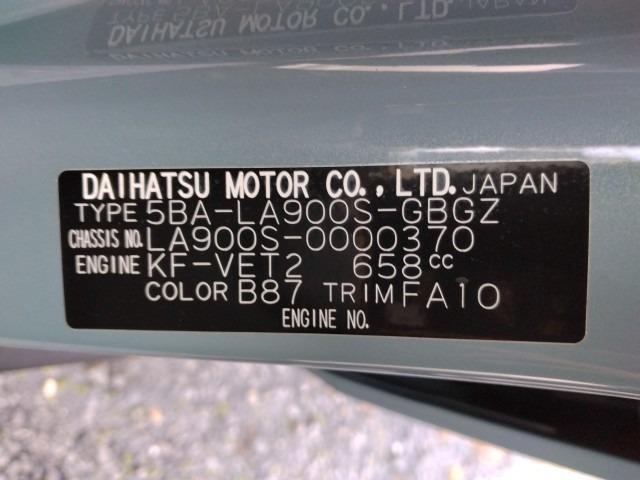 DAIHATSU MOTOR CO., LTD. JAPAN
TYPE 5BA-LA900S-GBGZ
CHASSIS NO. LA900S-0000370
ENGINE KF-VET2 658cc
COLOR B87 TRIM FA10
ENGINE NO.